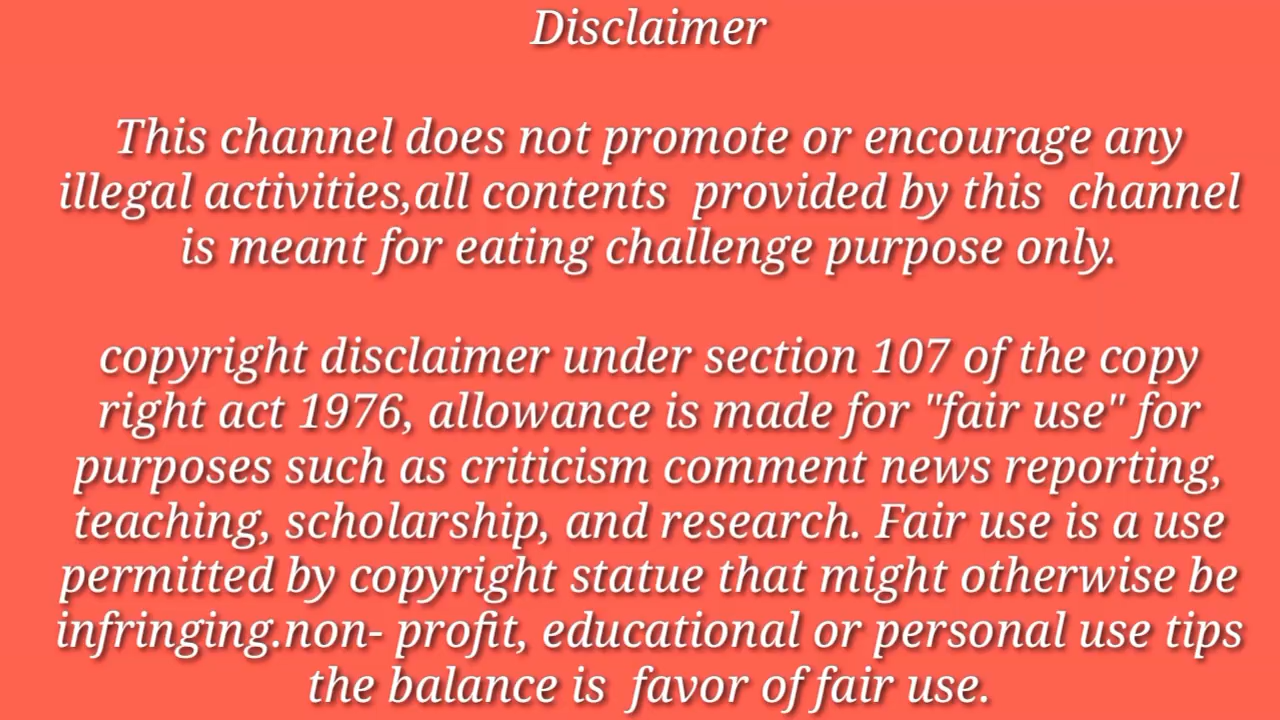 Disclaimer
This channel does not promote or encourage any
illegal activities,all contents provided by this channel
is meant for eating challenge purpose only.
copyright disclaimer under section 107 of the copy
right act 1976, allowance is made for "fair use" for
purposes such as criticism comment news reporting,
teaching, scholarship, and research. Fair use is a use
permitted by copyright statue that might otherwise be
infringing.non- profit, educational or personal use tips
the balance is favor of fair use.